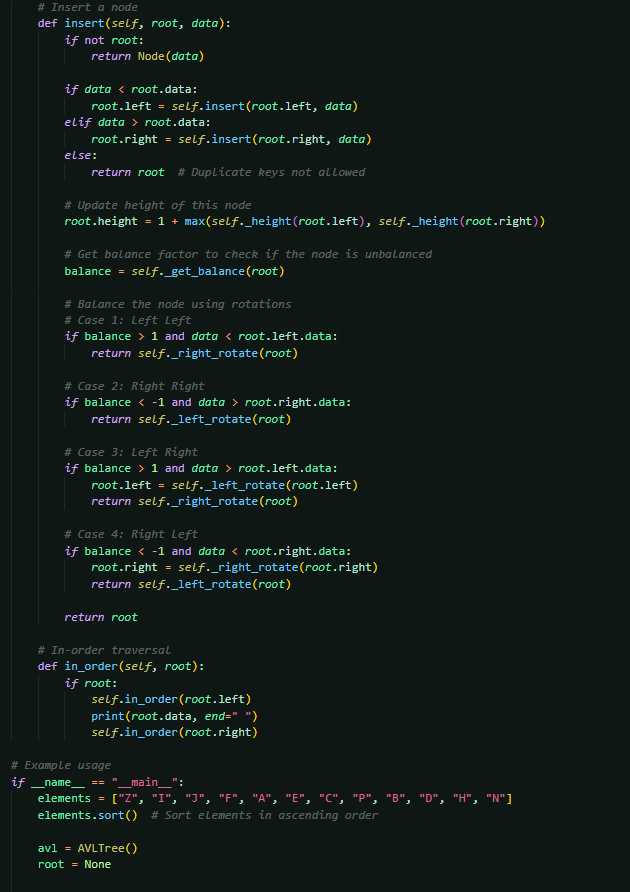 # Insert a node
def insert(self, root, data):
if not root:
return Node(data)
if data < root.data:
root.left = self.insert(root.left, data)
elif data > root.data:
root.right = self.insert(root.right, data)
else:
return root  # Duplicate keys not allowed
# Update height of this node
root.height = 1 + max(self._height(root.left), self._height(root.right))
# Get balance factor to check if the node is unbalanced
balance = self._get_balance(root)
# Balance the node using rotations
# Case 1: Left Left
if balance > 1 and data < root.left.data:
return self._right_rotate(root)
# Case 2: Right Right
if balance < -1 and data > root.right.data:
return self._left_rotate(root)
# Case 3: Left Right
if balance > 1 and data > root.left.data:
root.left = self._left_rotate(root.left)
return self._right_rotate(root)
# Case 4: Right Left
if balance < -1 and data < root.right.data:
root.right = self._right_rotate(root.right)
return self._left_rotate(root)
return root
# In-order traversal
def in_order(self, root):
if root:
self.in_order(root.left)
print(root.data, end=" ")
self.in_order(root.right)
# Example usage
if __name__ == "__main__":
elements = ["Z", "I", "J", "F", "A", "E", "C", "P", "B", "D", "H", "N"]
elements.sort()  # Sort elements in ascending order
avl = AVLTree()
root = None